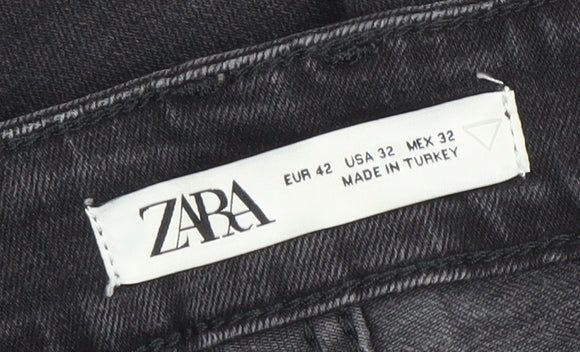 ZARA
EUR 42 USA 32 MEX 32
MADE IN TURKEY